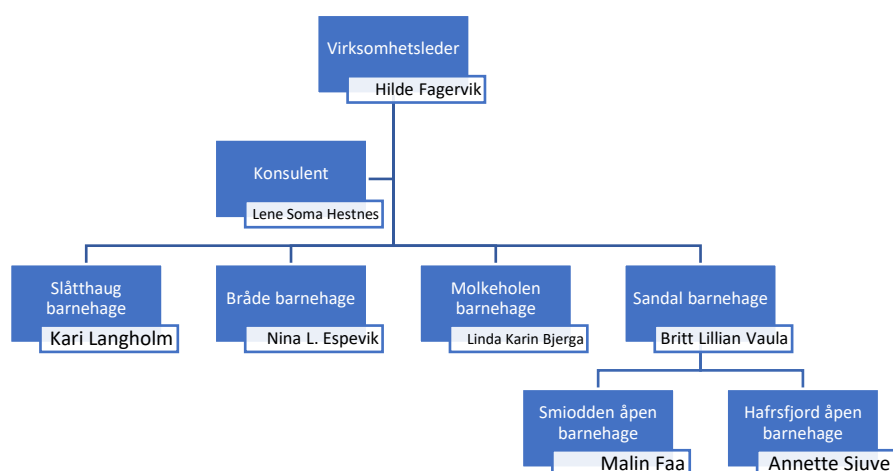 Virksomhetsleder
Hilde Fagervik
Konsulent
Lene Soma Hestnes
Slåtthaug
barnehage
Kari Langholm
Bråde barnehage
Nina L. Espevik
Molkeholen
barnehage
Linda Karin Bjerga
Sandal barnehage
Britt Lillian Vaula
Smiodden åpen
barnehage
Malin Faa
Hafrsfjord åpen
barnehage
Annette Sjuve